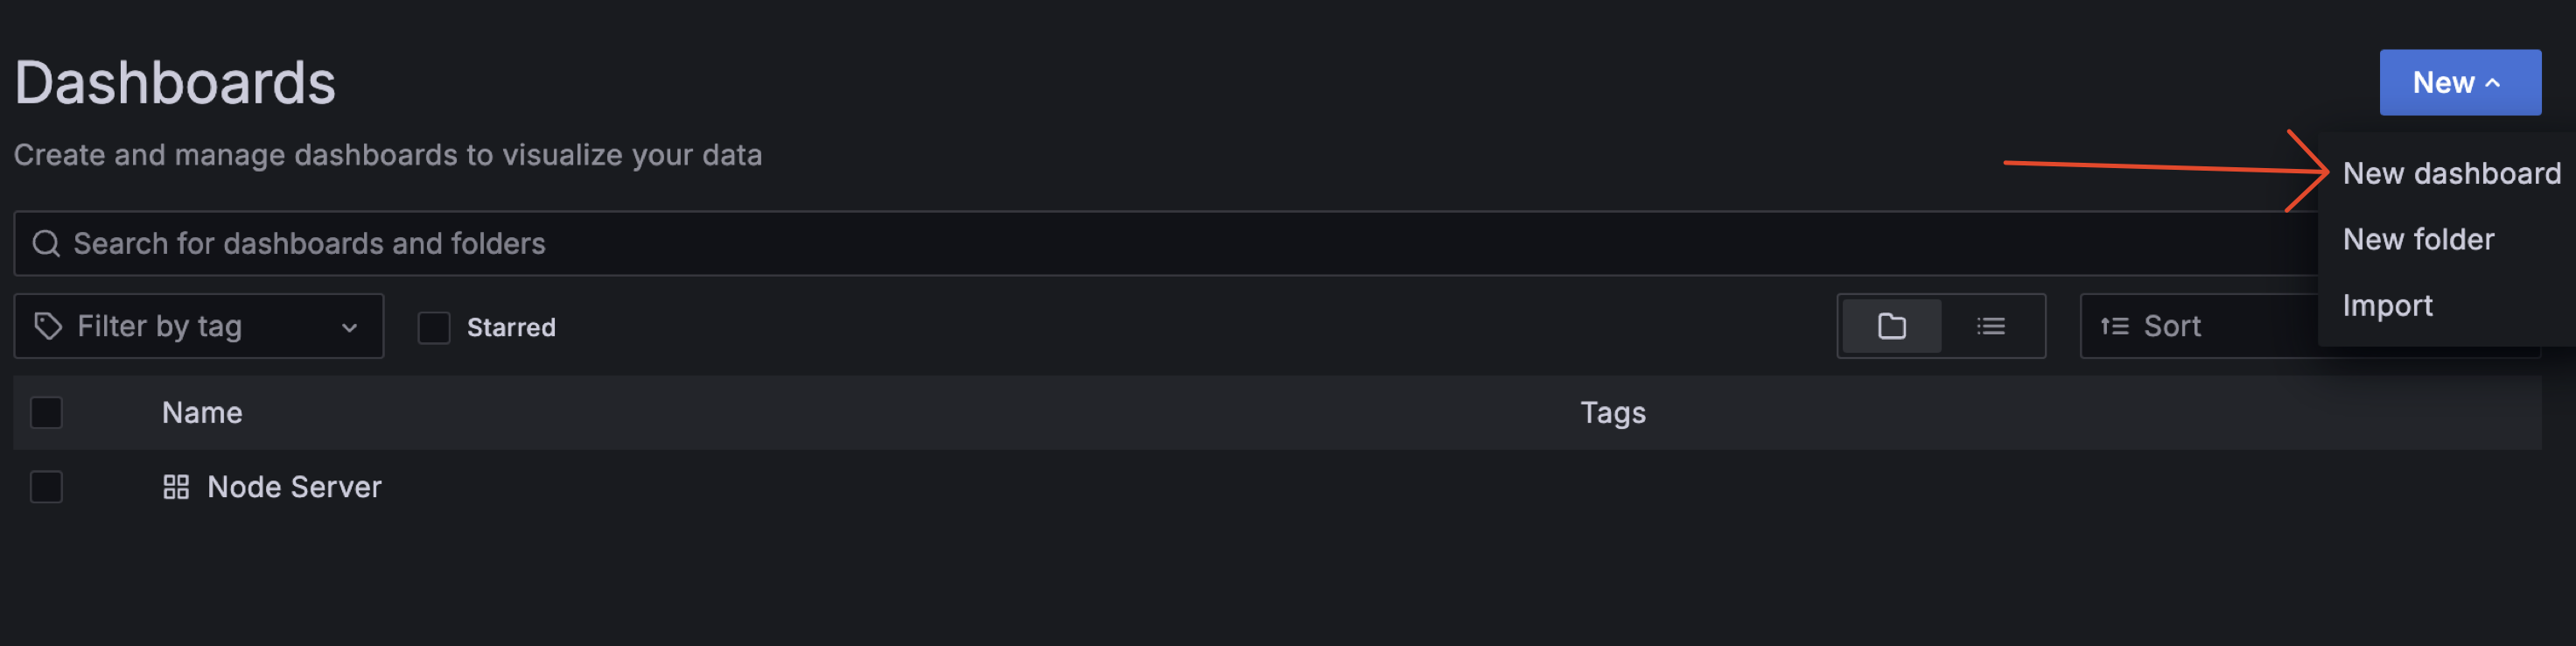 Dashboards
New
Create and manage dashboards to visualize your data
New dashboard
Search for dashboards and folders
New folder
Import
Filter by tag
Starred
Sort
Name Tags
Node Server